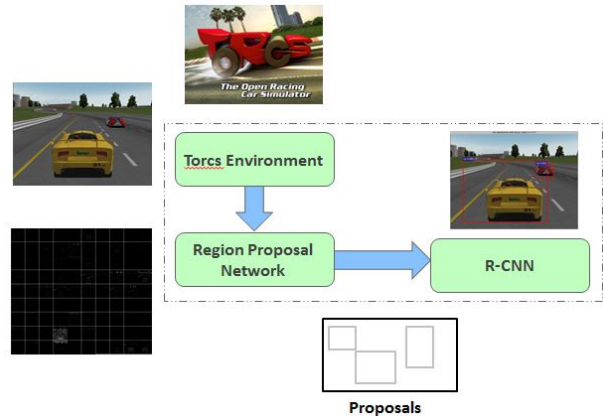 The Open Racing
Car Simulator
Torcs Environment
Region Proposal
Network
R-CNN
Proposals